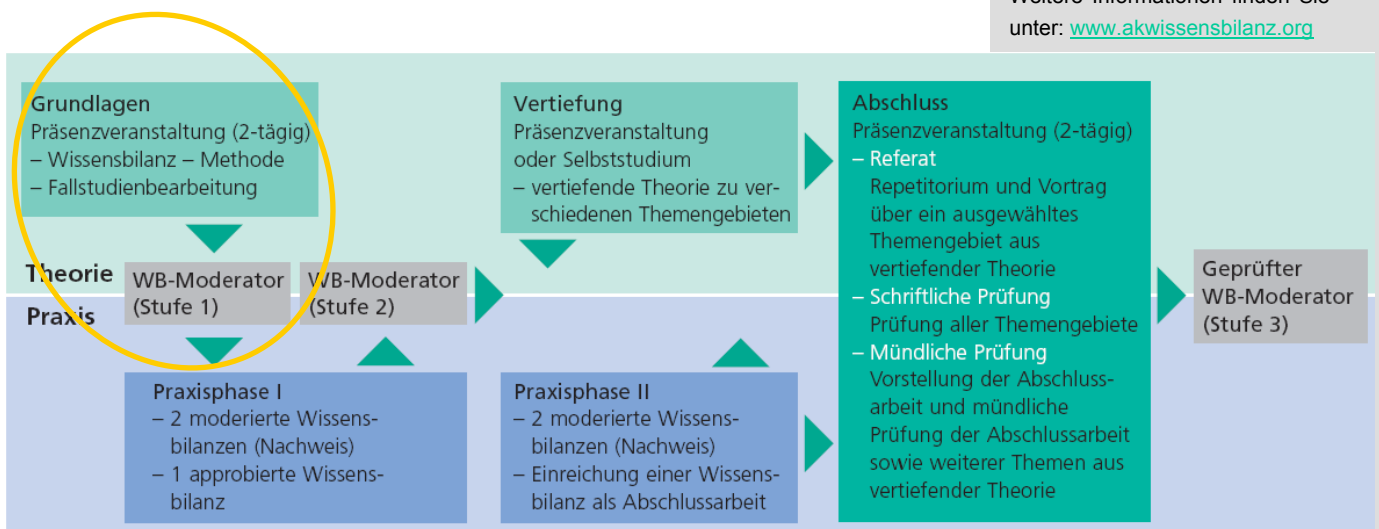 Weitere Informationen finden Sie
unter: www.akwissensbilanz.org
Grundlagen
Präsenzveranstaltung (2-tägig)
– Wissensbilanz – Methode
– Fallstudienbearbeitung
Vertiefung
Präsenzveranstaltung
oder Selbststudium
– vertiefende Theorie zu ver-
schiedenen Themengebieten
Abschluss
Präsenzveranstaltung (2-tägig)
– Referat
Repetitorium und Vortrag
über ein ausgewähltes
Themengebiet aus
vertiefender Theorie
– Schriftliche Prüfung
Prüfung aller Themengebiete
– Mündliche Prüfung
Vorstellung der Abschluss-
arbeit und mündliche
Prüfung der Abschlussarbeit
sowie weiterer Themen aus
vertiefender Theorie
Theorie
Praxis
WB-Moderator
(Stufe 1)
WB-Moderator
(Stufe 2)
Geprüfter
WB-Moderator
(Stufe 3)
Praxisphase I
– 2 moderierte Wissens-
bilanzen (Nachweis)
– 1 approbierte Wissens-
bilanz
Praxisphase II
– 2 moderierte Wissens-
bilanzen (Nachweis)
– Einreichung einer Wissens-
bilanz als Abschlussarbeit